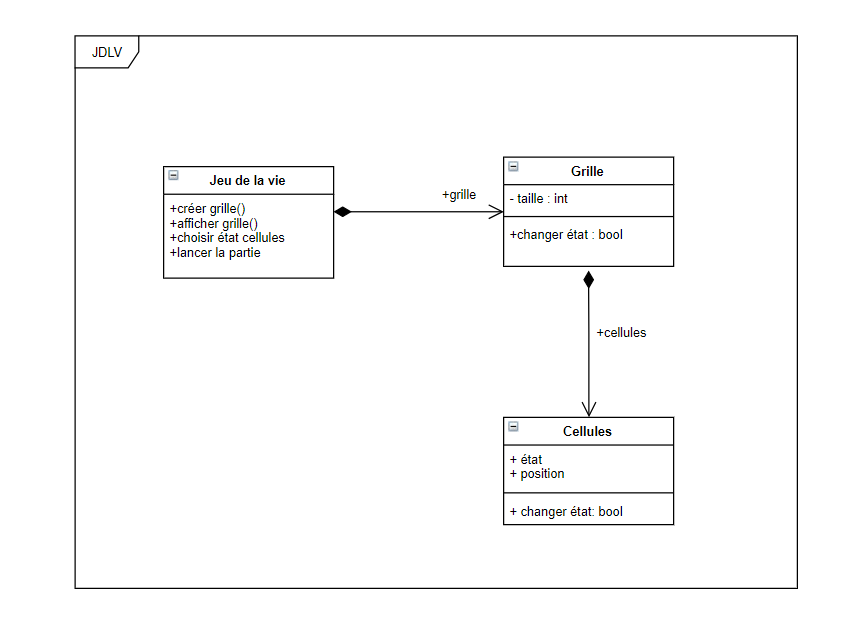 JDLV
Jeu de la vie
+créer grille()
+afficher grille()
+choisir état cellules
+lancer la partie
+grille
Grille
- taille : int
+changer état : bool
+cellules
Cellules
+ état
+ position
+ changer état: bool